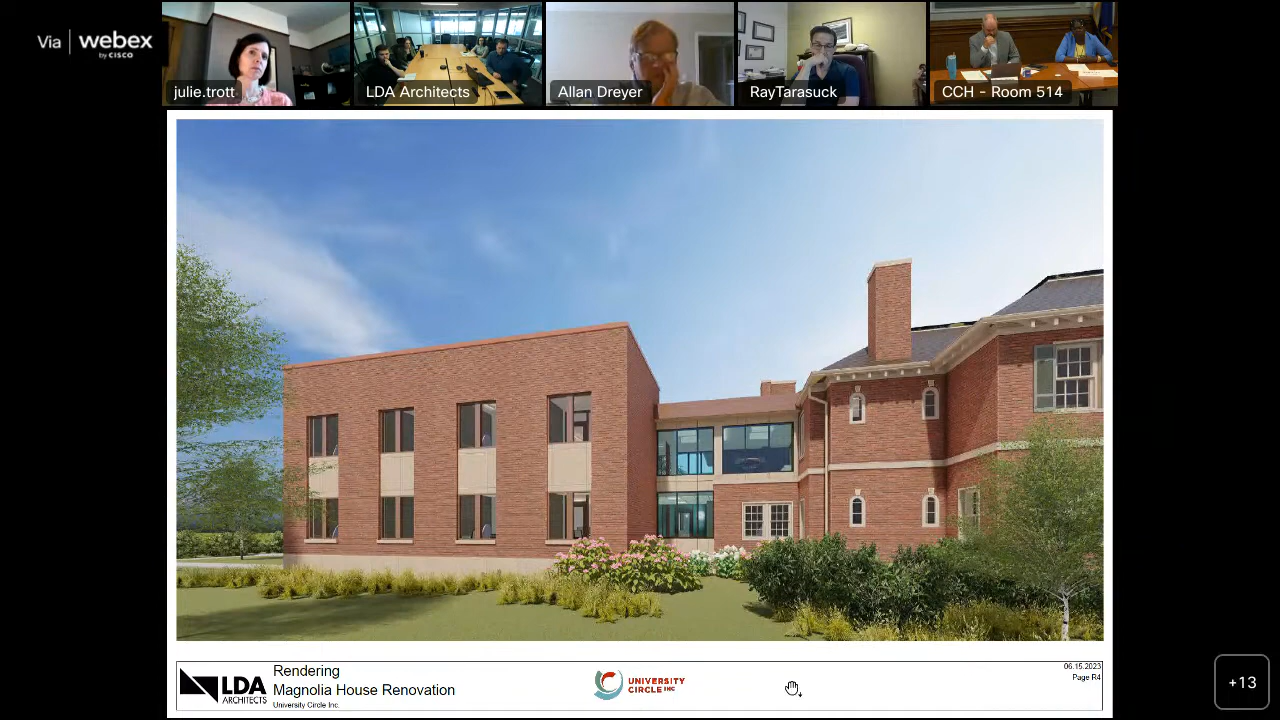 Via webex
by CISCO
julie.trott
LDA Architects
Allan Dreyer
RayTarasuck
CCH - Room 514
LDA
ARCHITECTS
Rendering
Magnolia House Renovation
University Circle Inc.
UNIVERSITY
CIRCLE INC
06.15.2023
Page R4
+13